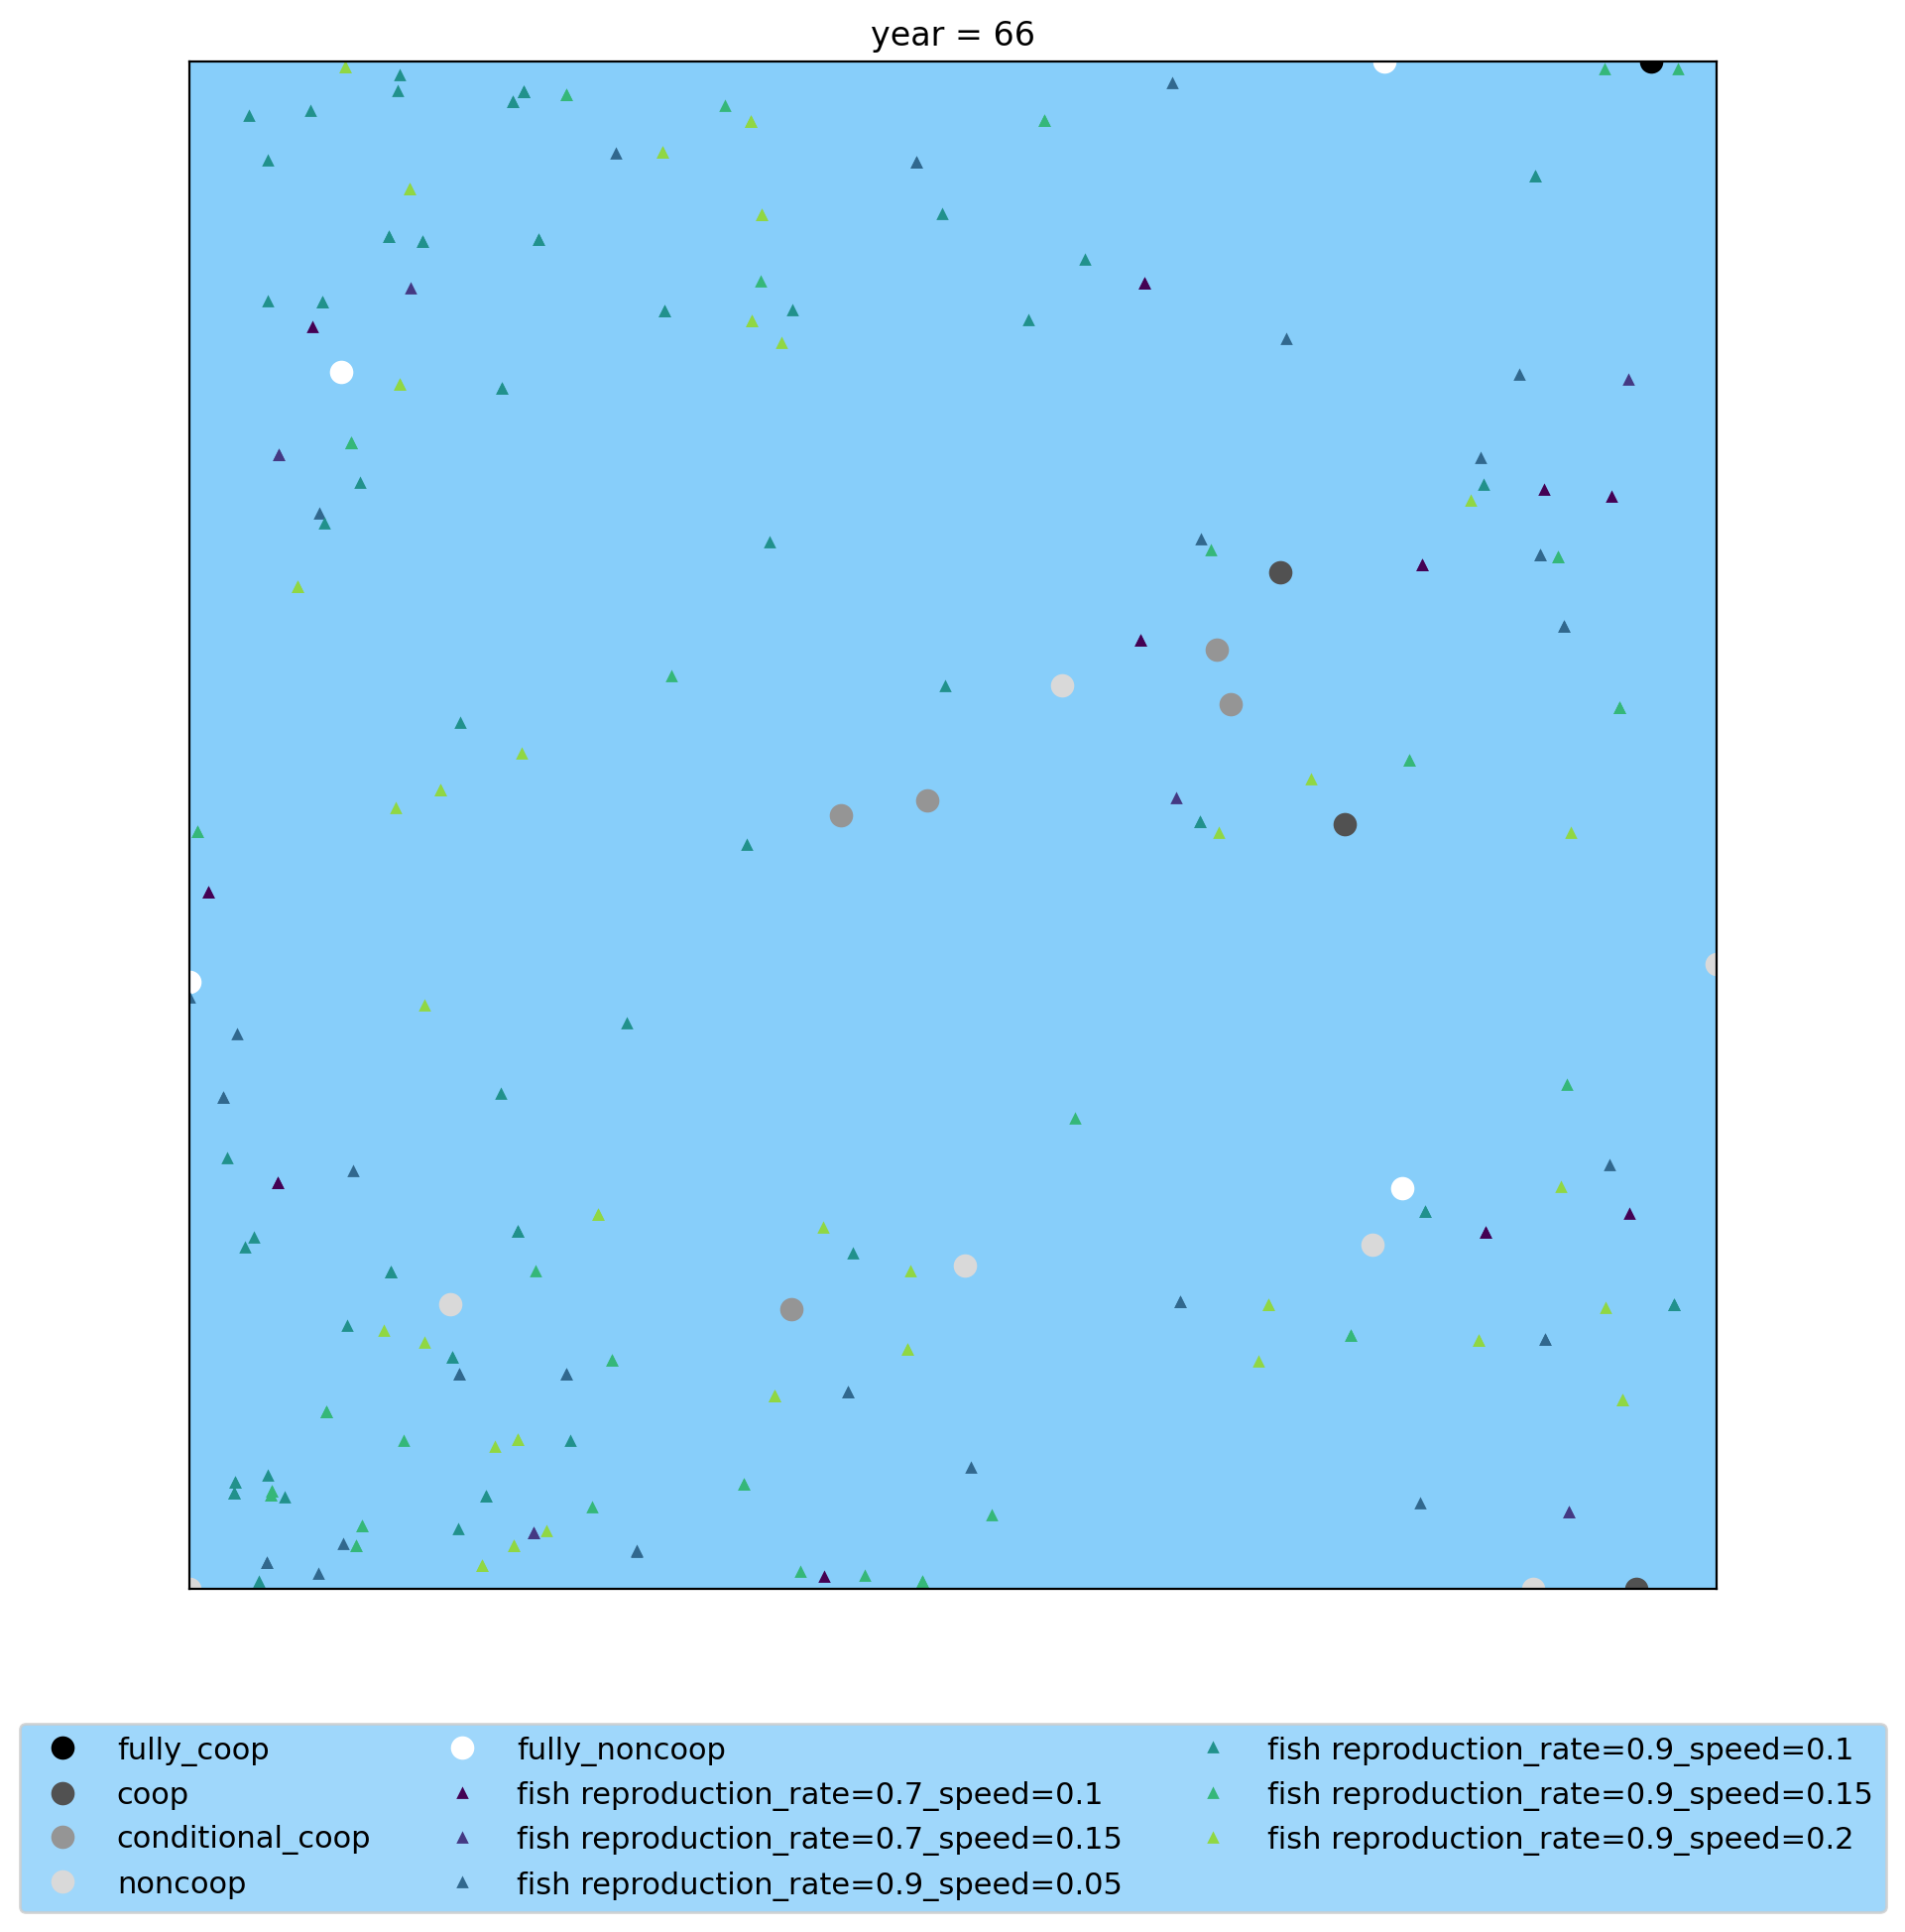 year = 66
fully_coop
coop
conditional_coop
noncoop
fully_noncoop
fish reproduction_rate=0.7_speed=0.1
fish reproduction_rate=0.7_speed=0.15
fish reproduction_rate=0.9_speed=0.05
fish reproduction_rate=0.9_speed=0.1
fish reproduction_rate=0.9_speed=0.15
fish reproduction_rate=0.9_speed=0.2